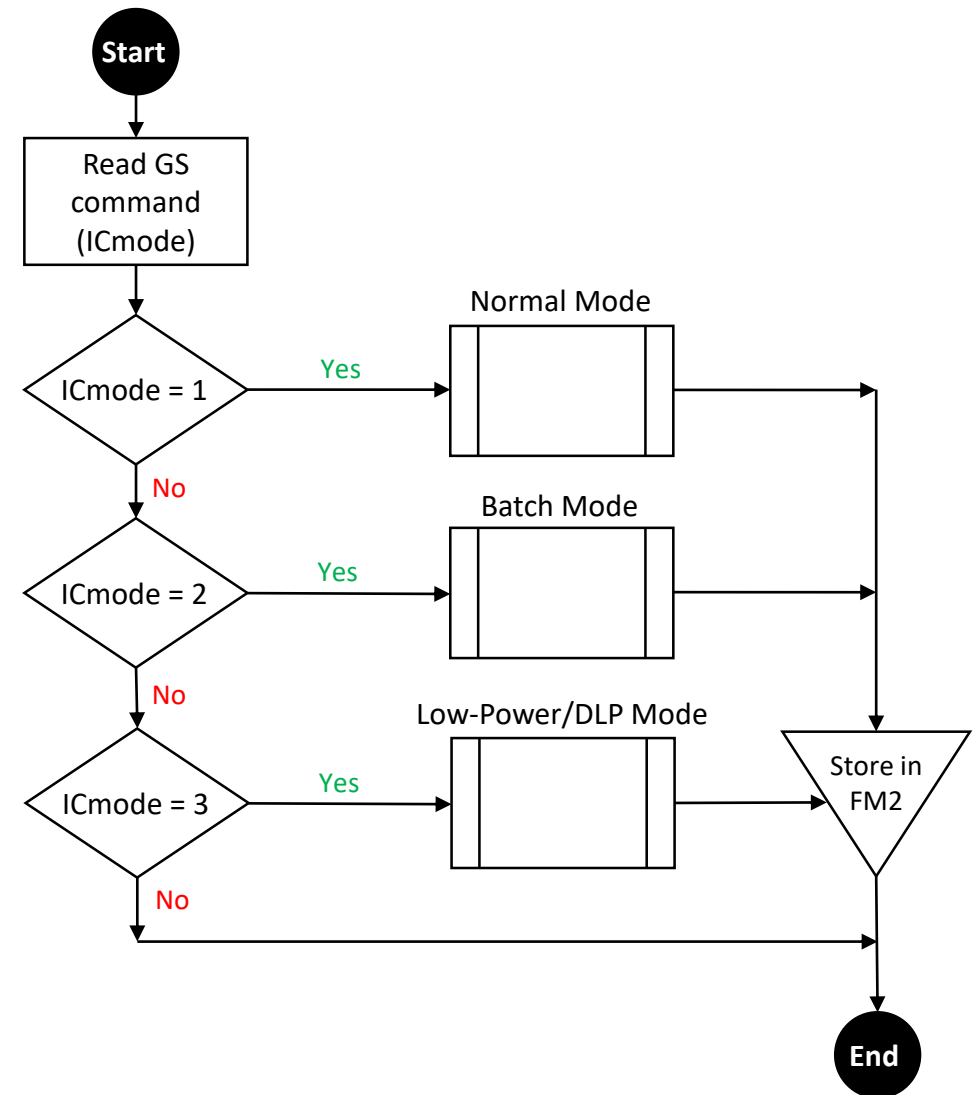 Start
Read GS
command
(ICmode)
Normal Mode
ICmode = 1
Yes
No
Batch Mode
ICmode = 2
Yes
No
Low-Power/DLP Mode
ICmode = 3
Yes
Store in
FM2
No
End